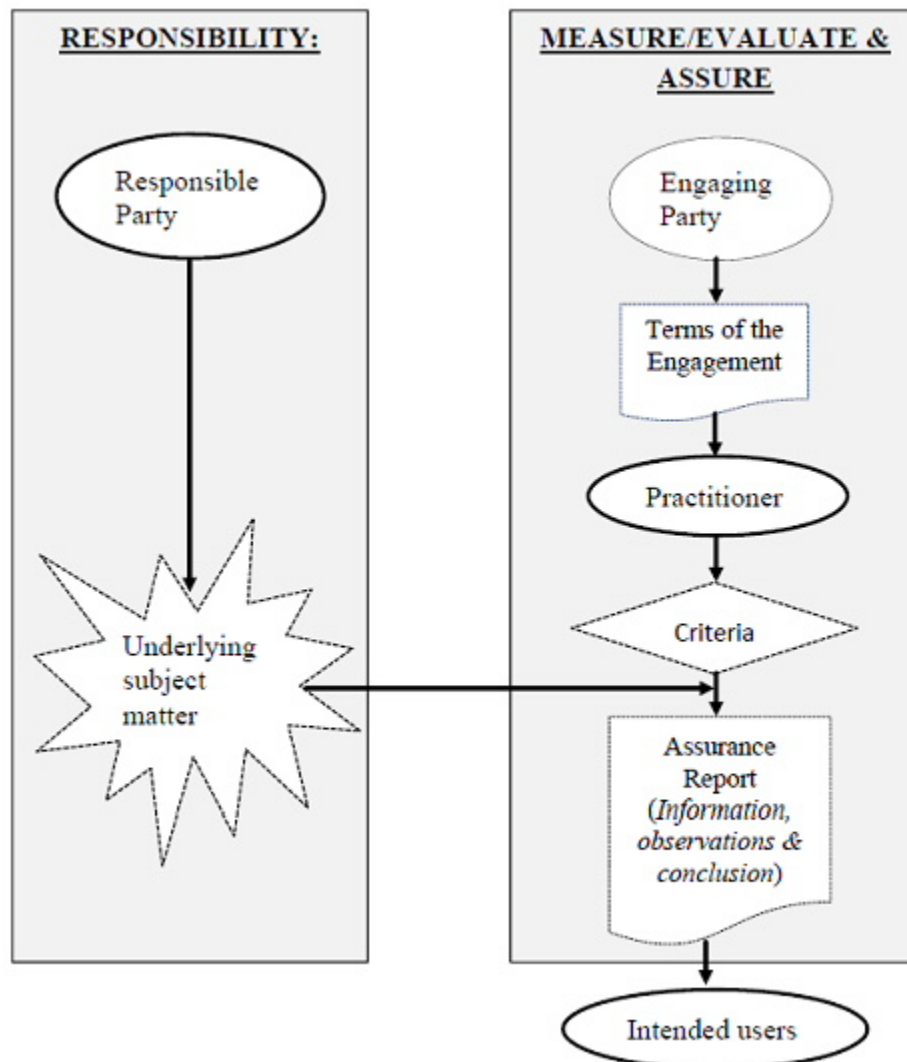 RESPONSIBILITY:
Responsible
Party
Underlying
subject
matter
MEASURE/EVALUATE &
ASSURE
Engaging
Party
Terms of the
Engagement
Practitioner
Criteria
Assurance
Report
(Information,
observations &
conclusion)
Intended users